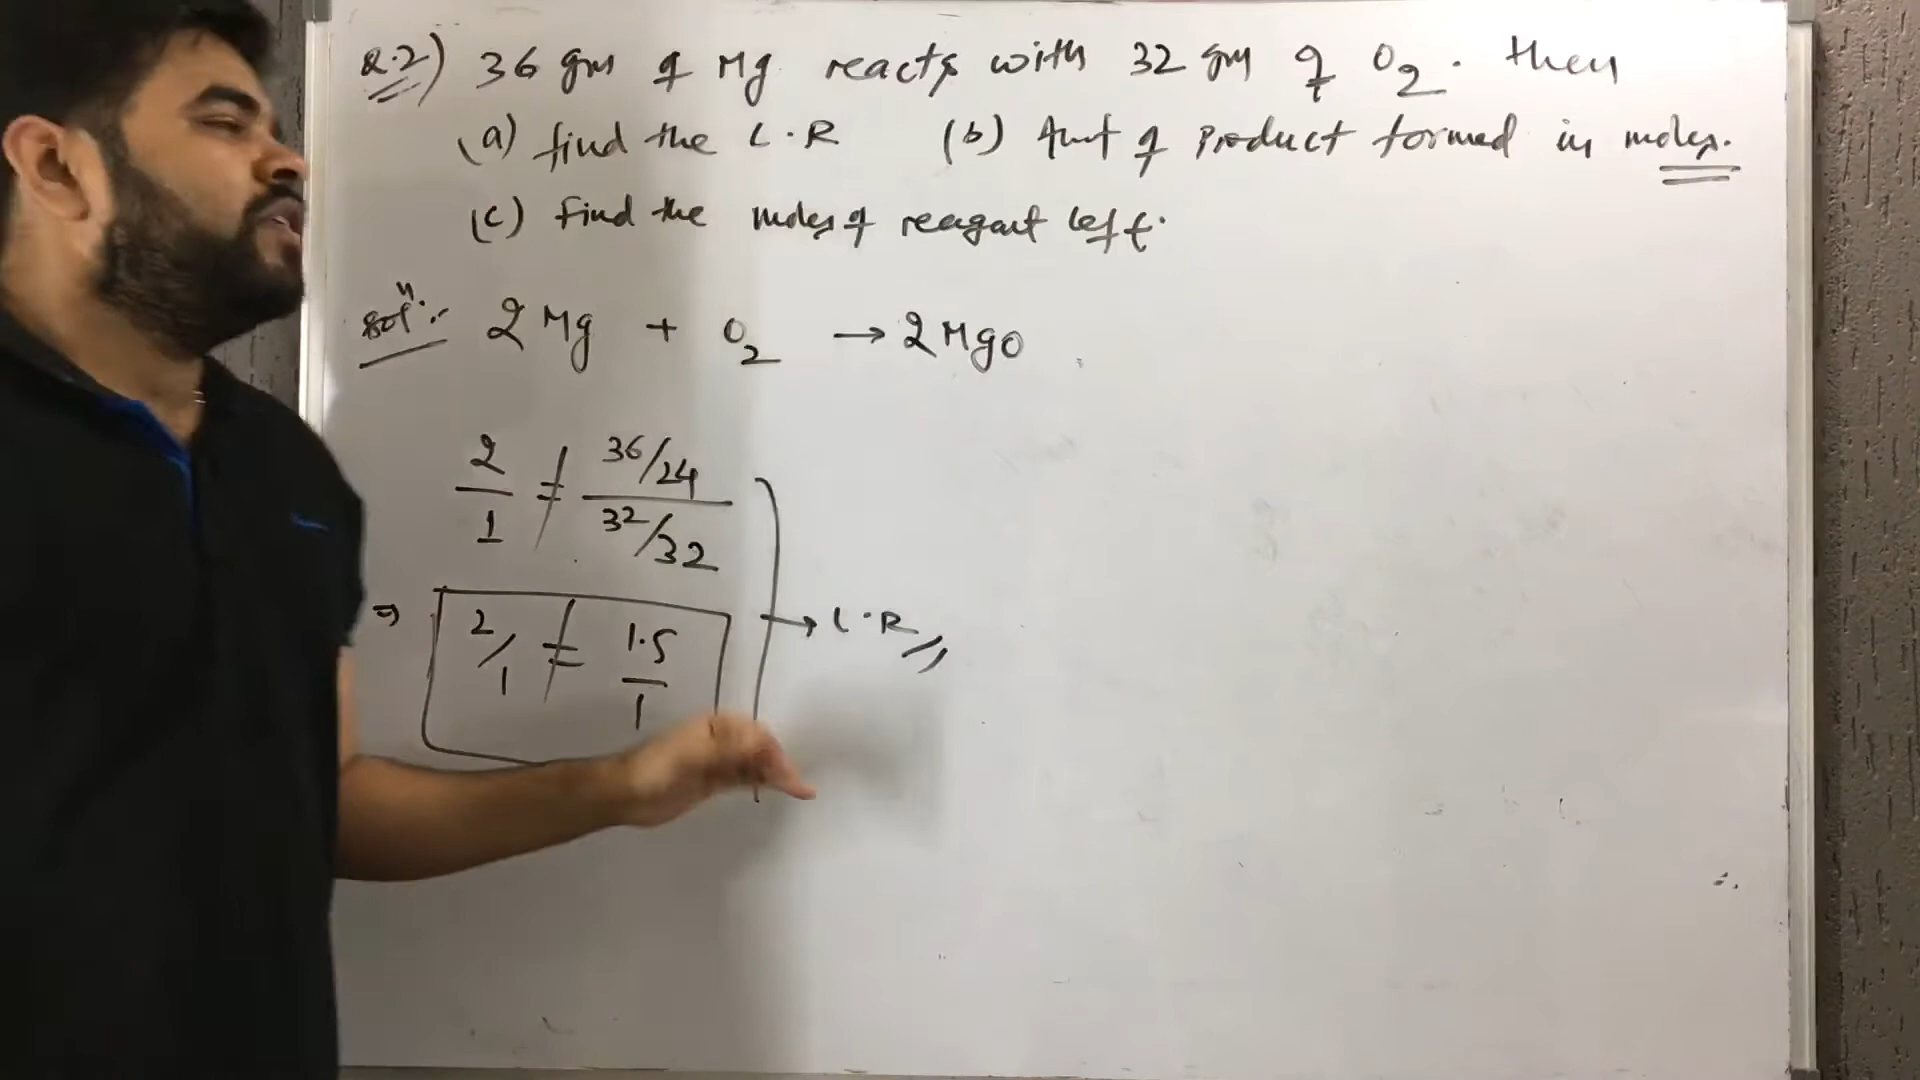 Q.2) 36 gm of Mg reacts with 32 gm of O2. then
(a) find the L.R (b) Amt of Product formed in moles.
(c) Find the moles of reagent left.
Solⁿ:- 2Mg + O2 → 2MgO
2/1 ≠ (36/24)/(32/32)
⇒ 2/1 ≠ 1.5/1
→ L.R